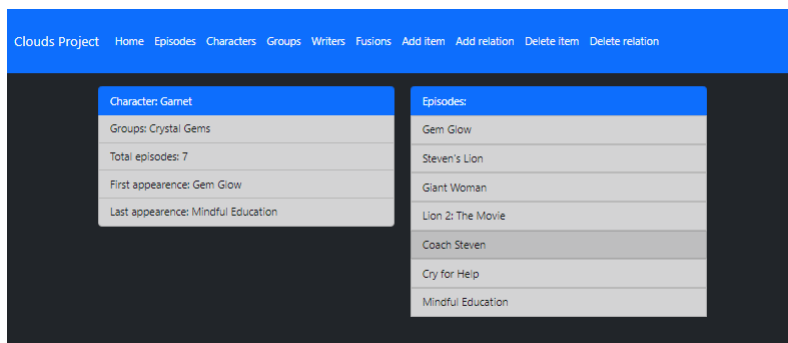 Clouds Project Home Episodes Characters Groups Writers Fusions Add item Add relation Delete item Delete relation
Character: Garnet
Groups: Crystal Gems
Total episodes: 7
First appearence: Gem Glow
Last appearence: Mindful Education
Episodes:
Gem Glow
Steven's Lion
Giant Woman
Lion 2: The Movie
Coach Steven
Cry for Help
Mindful Education